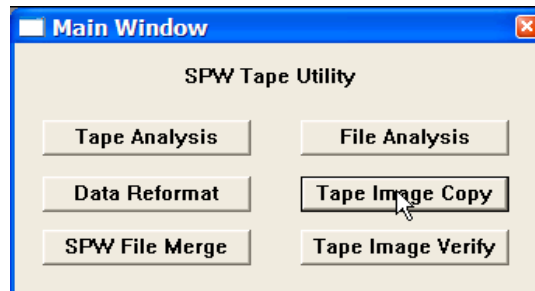 Main Window
SPW Tape Utility
Tape Analysis File Analysis
Data Reformat Tape Image Copy
SPW File Merge Tape Image Verify